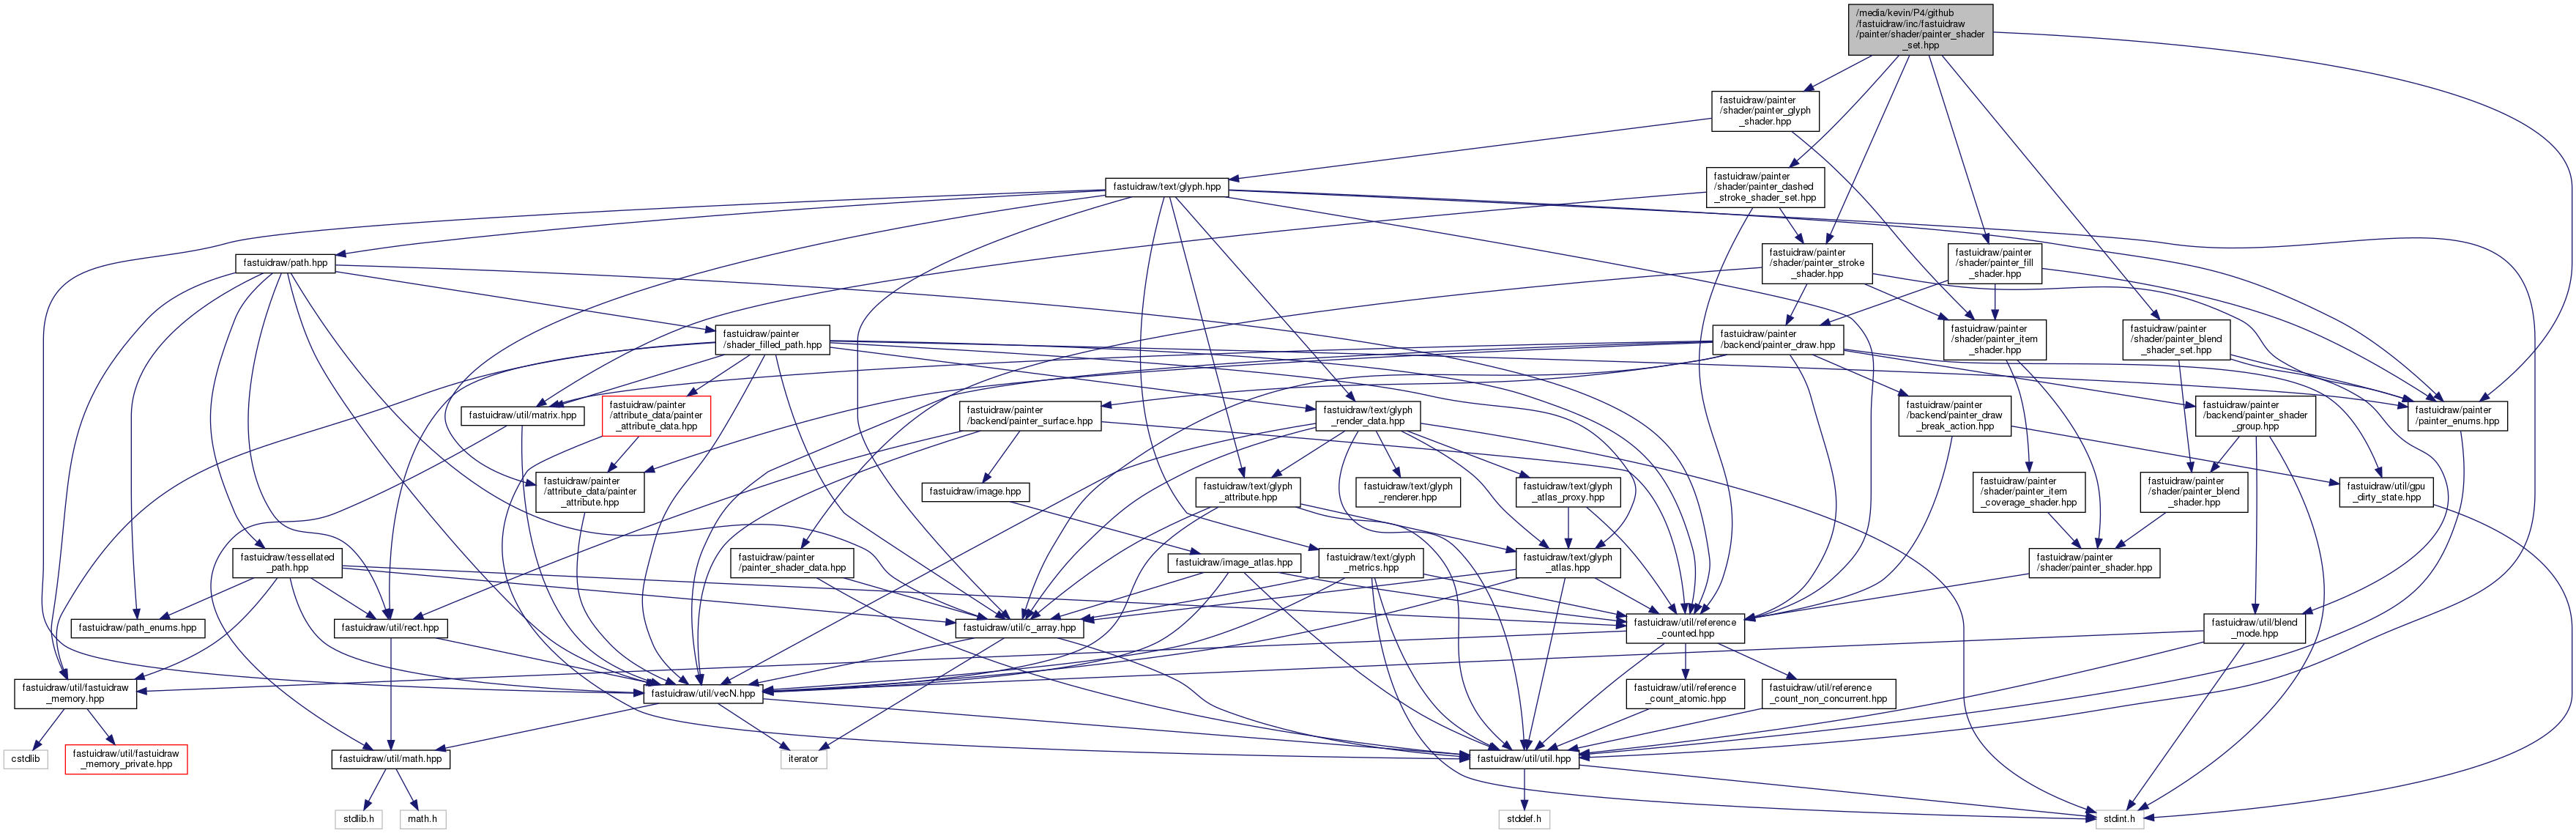 /media/kevin/P4/github
/fastuidraw/inc/fastuidraw
/painter/shader/painter_shader
_set.hpp
fastuidraw/painter
/shader/painter_glyph
_shader.hpp
fastuidraw/text/glyph.hpp
fastuidraw/painter
/shader/painter_dashed
_stroke_shader_set.hpp
fastuidraw/path.hpp
fastuidraw/painter
/shader/painter_stroke
_shader.hpp
fastuidraw/painter
/shader/painter_fill
_shader.hpp
fastuidraw/painter
/shader_filled_path.hpp
fastuidraw/painter
/backend/painter_draw.hpp
fastuidraw/painter
/shader/painter_item
_shader.hpp
fastuidraw/painter
/shader/painter_blend
_shader_set.hpp
fastuidraw/util/matrix.hpp
fastuidraw/painter
/attribute_data/painter
_attribute_data.hpp
fastuidraw/painter
/backend/painter_surface.hpp
fastuidraw/text/glyph
_render_data.hpp
fastuidraw/painter
/backend/painter_draw
_break_action.hpp
fastuidraw/painter
/backend/painter_shader
_group.hpp
fastuidraw/painter
/painter_enums.hpp
fastuidraw/painter
/attribute_data/painter
_attribute.hpp
fastuidraw/image.hpp
fastuidraw/text/glyph
_attribute.hpp
fastuidraw/text/glyph
_renderer.hpp
fastuidraw/text/glyph
_atlas_proxy.hpp
fastuidraw/painter
/shader/painter_item
_coverage_shader.hpp
fastuidraw/painter
/shader/painter_blend
_shader.hpp
fastuidraw/util/gpu
_dirty_state.hpp
fastuidraw/tessellated
_path.hpp
fastuidraw/painter
/painter_shader_data.hpp
fastuidraw/image_atlas.hpp
fastuidraw/text/glyph
_metrics.hpp
fastuidraw/text/glyph
_atlas.hpp
fastuidraw/painter
/shader/painter_shader.hpp
fastuidraw/path_enums.hpp
fastuidraw/util/rect.hpp
fastuidraw/util/c_array.hpp
fastuidraw/util/reference
_counted.hpp
fastuidraw/util/blend
_mode.hpp
fastuidraw/util/fastuidraw
_memory.hpp
fastuidraw/util/vecN.hpp
fastuidraw/util/reference
_count_atomic.hpp
fastuidraw/util/reference
_count_non_concurrent.hpp
cstdlib
fastuidraw/util/fastuidraw
_memory_private.hpp
fastuidraw/util/math.hpp
iterator
fastuidraw/util/util.hpp
stdlib.h
math.h
stddef.h
stdint.h